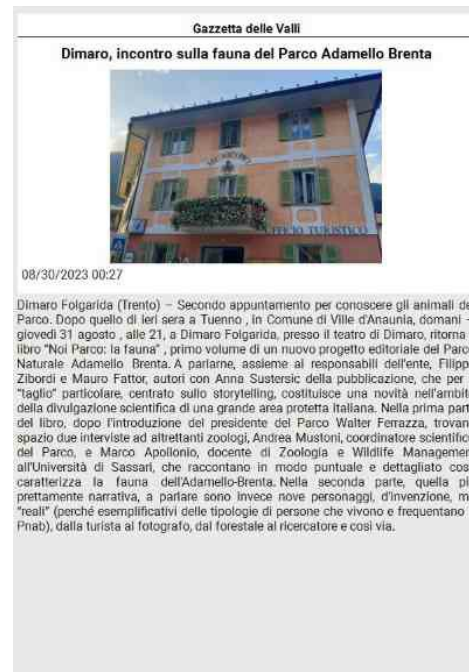 Gazzetta delle Valli
Dimaro, incontro sulla fauna del Parco Adamello Brenta
UFFICIO TURISTICO
08/30/2023 00:27
Dimaro Folgarida (Trento) – Secondo appuntamento per conoscere gli animali de
Parco. Dopo quello di ieri sera a Tuenno , in Comune di Ville d'Anaunia, domani -
giovedì 31 agosto , alle 21, a Dimaro Folgarida, presso il teatro di Dimaro, ritorna
libro "Noi Parco: la fauna" , primo volume di un nuovo progetto editoriale del Parc
Naturale Adamello Brenta. A parlarne, assieme ai responsabili dell'ente, Filipp
Zibordi e Mauro Fattor, autori con Anna Sustersic della pubblicazione, che per
"taglio" particolare, centrato sullo storytelling, costituisce una novità nell'ambit
della divulgazione scientifica di una grande area protetta italiana. Nella prima part
del libro, dopo l'introduzione del presidente del Parco Walter Ferrazza, trovan
spazio due interviste ad altrettanti zoologi, Andrea Mustoni, coordinatore scientific
del Parco, e Marco Apollonio, docente di Zoologia e Wildlife Managemen
all'Università di Sassari, che raccontano in modo puntuale e dettagliato cos
caratterizza la fauna dell'Adamello-Brenta. Nella seconda parte, quella pi
prettamente narrativa, a parlare sono invece nove personaggi, d'invenzione, m
"reali" (perché esemplificativi delle tipologie di persone che vivono e frequentano
Pnab), dalla turista al fotografo, dal forestale al ricercatore e così via.